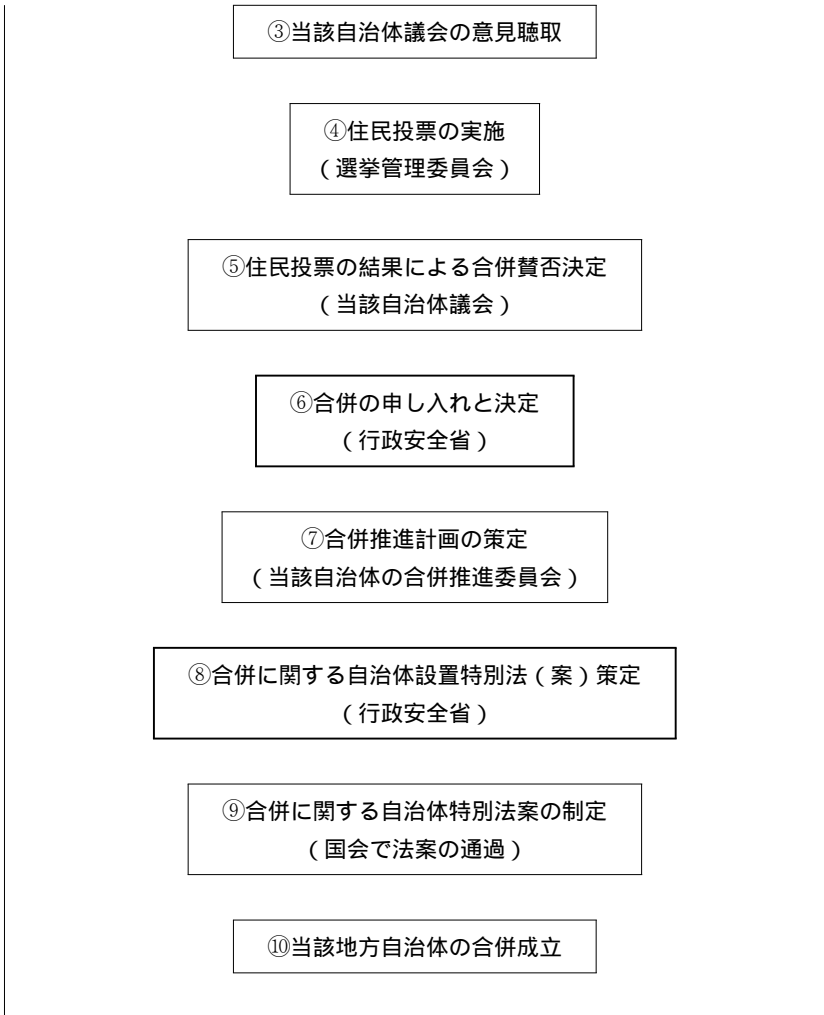 ③当該自治体議会の意見聴取
④住民投票の実施
(選挙管理委員会)
⑤住民投票の結果による合併賛否決定
(当該自治体議会)
⑥合併の申し入れと決定
(行政安全省)
⑦合併推進計画の策定
(当該自治体の合併推進委員会)
⑧合併に関する自治体設置特別法(案)策定
(行政安全省)
⑨合併に関する自治体特別法案の制定
(国会で法案の通過)
⑩当該地方自治体の合併成立